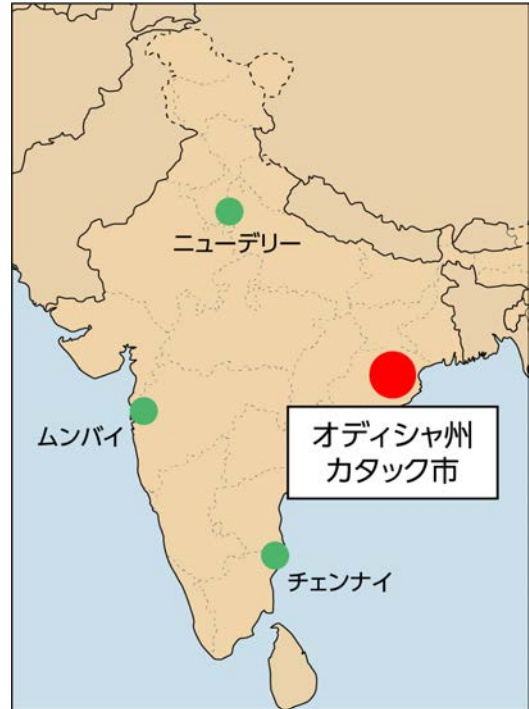 ニューデリー
ムンバイ
オディシャ州
カタック市
チェンナイ